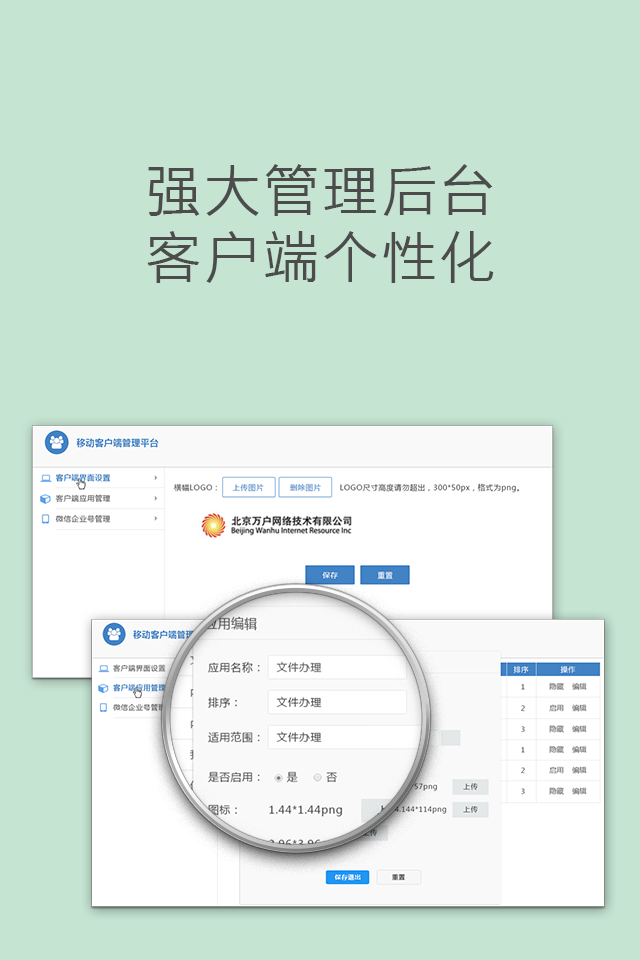 强大管理后台
客户端个性化
移动客户端管理平台
客户端界面设置
客户端应用管理
微信企业号管理
横幅LOGO：
上传图片
删除图片
LOGO尺寸高度请勿超出，300*50px，格式为png。
北京万户网络技术有限公司
Beijing Wanhu Internet Resource Inc
保存
重置
移动客户端管
客户端界面设置
客户端应用管理
微信企业号管
应用编辑
应用名称： 文件办理
排序： 文件办理
适用范围： 文件办理
是否启用： 是 否
图标： 1.44*1.44png
57png 上传
4.144*114png 上传
上传
保存退出
重置
排序 操作
1 隐藏 编辑
2 启用 编辑
3 隐藏 编辑
1 隐藏 编辑
2 启用 编辑
3 隐藏 编辑